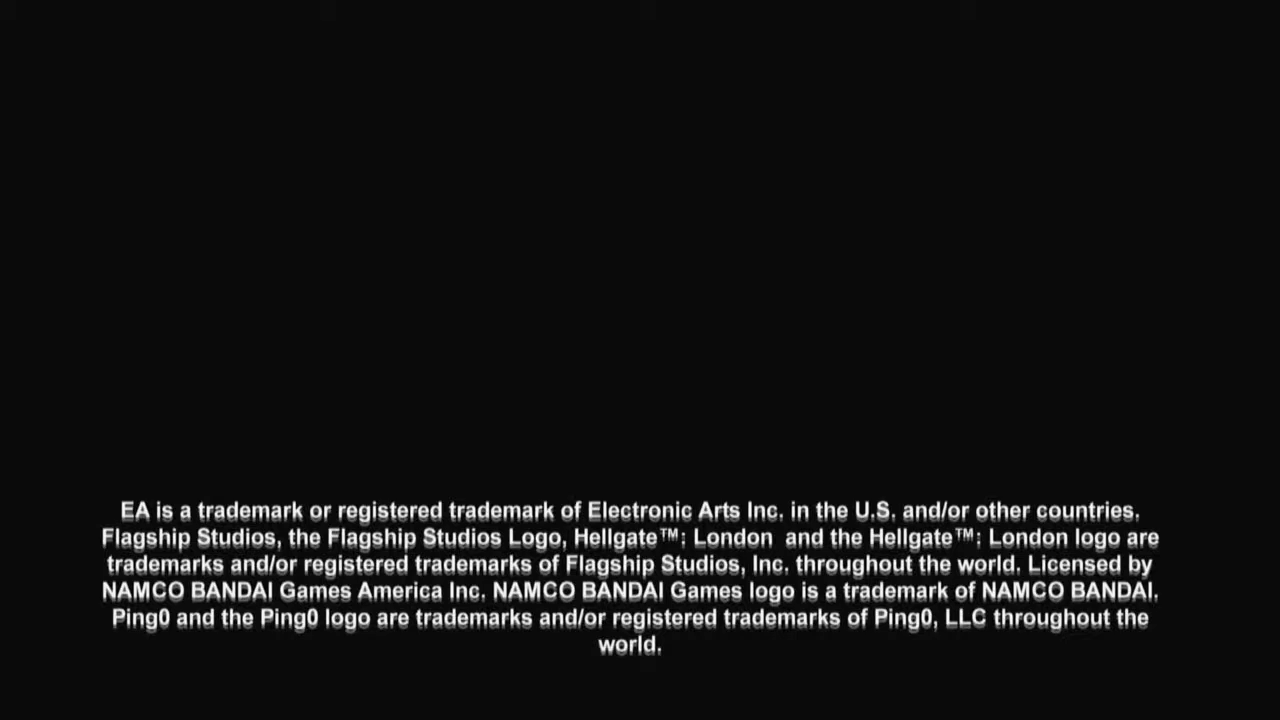 EA is a trademark or registered trademark of Electronic Arts Inc. in the U.S. and/or other countries.
Flagship Studios, the Flagship Studios Logo, Hellgate™: London and the Hellgate™: London logo are
trademarks and/or registered trademarks of Flagship Studios, Inc. throughout the world. Licensed by
NAMCO BANDAI Games America Inc. NAMCO BANDAI Games logo is a trademark of NAMCO BANDAI.
Ping0 and the Ping0 logo are trademarks and/or registered trademarks of Ping0, LLC throughout the
world.